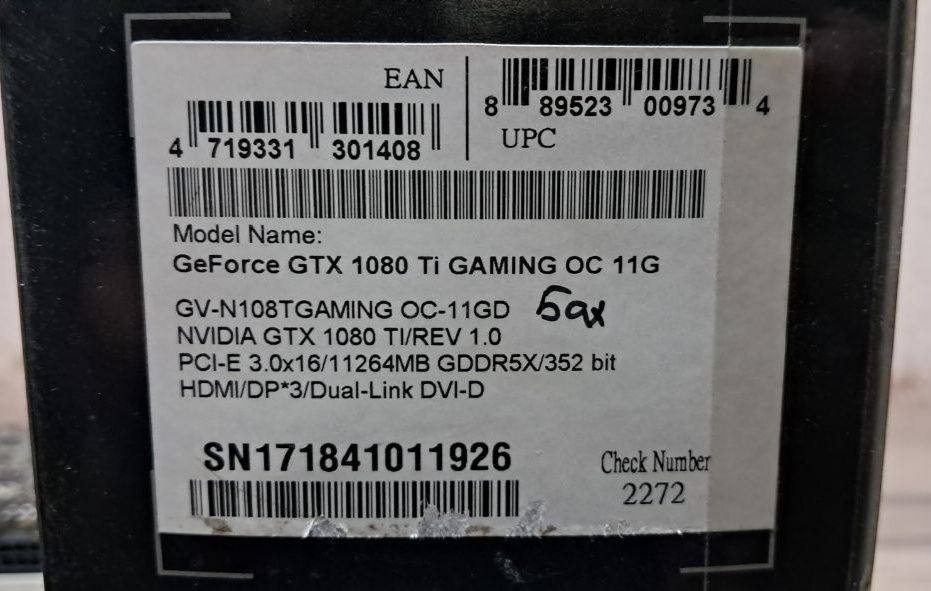 EAN
4 719331 301408
8 89523 00973 4
UPC
Model Name:
GeForce GTX 1080 Ti GAMING OC 11G
GV-N108TGAMING OC-11GD
NVIDIA GTX 1080 TI/REV 1.0
PCI-E 3.0x16/11264MB GDDR5X/352 bit
HDMI/DP*3/Dual-Link DVI-D
SN171841011926
Check Number
2272